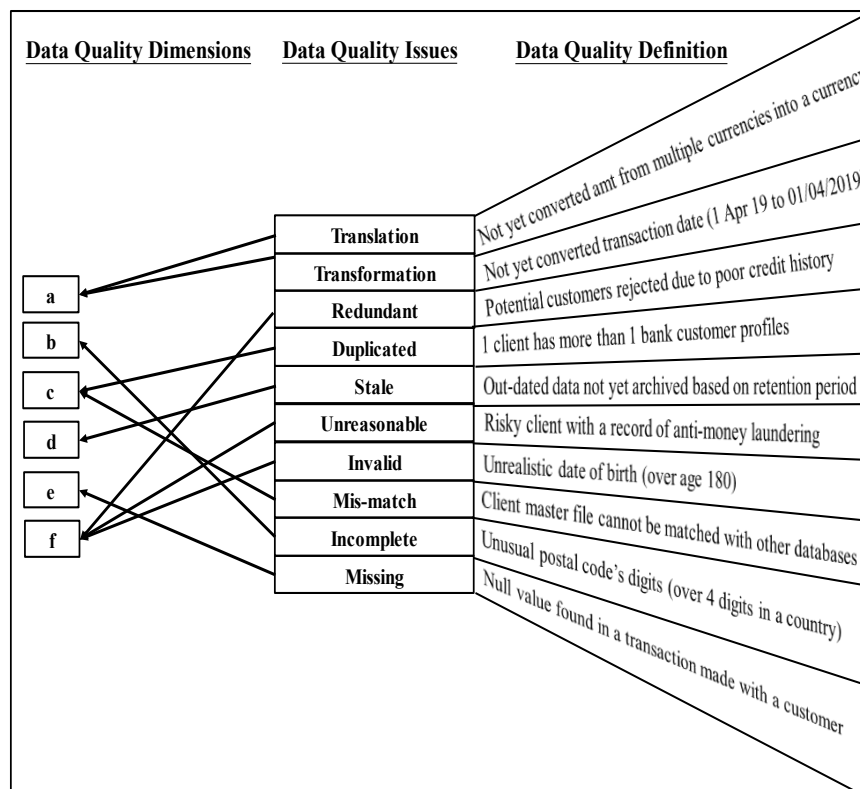 Data Quality Dimensions
Data Quality Issues
Data Quality Definition
a
b
c
d
e
f
Translation
Transformation
Redundant
Duplicated
Stale
Unreasonable
Invalid
Mis-match
Incomplete
Missing
Not yet converted amt from multiple currencies into a currency
Not yet converted transaction date (1 Apr 19 to 01/04/2019
Potential customers rejected due to poor credit history
1 client has more than 1 bank customer profiles
Out-dated data not yet archived based on retention period
Risky client with a record of anti-money laundering
Unrealistic date of birth (over age 180)
Client master file cannot be matched with other databases
Unusual postal code's digits (over 4 digits in a country)
Null value found in a transaction made with a customer